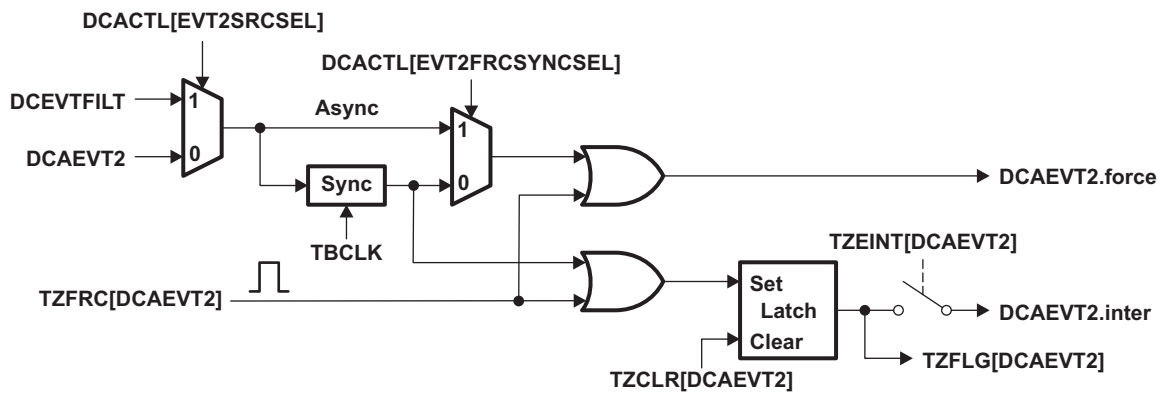 DCACTL[EVT2SRCSEL]
DCACTL[EVT2FRCSYNCSEL]
DCEVTFILT
1
Async
1
DCAEVT2
0
Sync
0
DCAEVT2.force
TBCLK
TZEINT[DCAEVT2]
TZFRC[DCAEVT2]
Set
Latch
DCAEVT2.inter
Clear
TZFLG[DCAEVT2]
TZCLR[DCAEVT2]